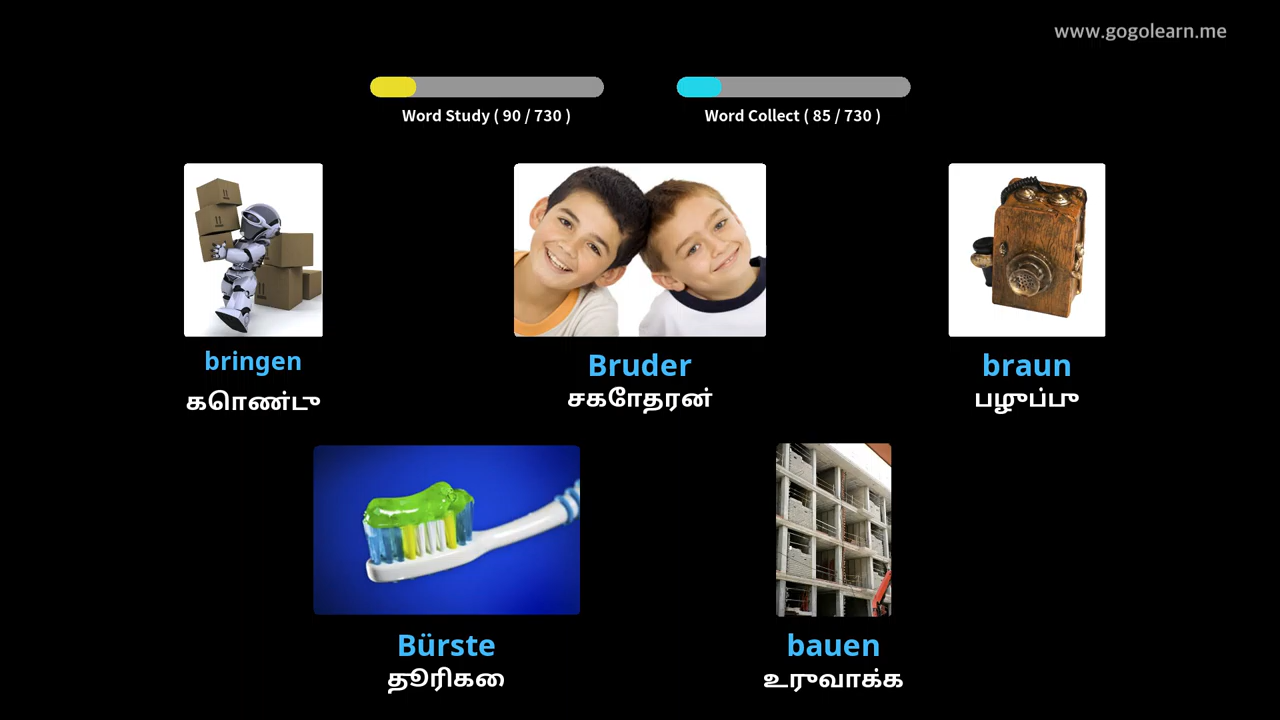 www.gogolearn.me
Word Study ( 90 / 730 )
Word Collect ( 85 / 730 )
bringen
கொண்டு
Bruder
சகோதரன்
braun
பழுப்பு
Bürste
தூரிகை
bauen
உருவாக்க